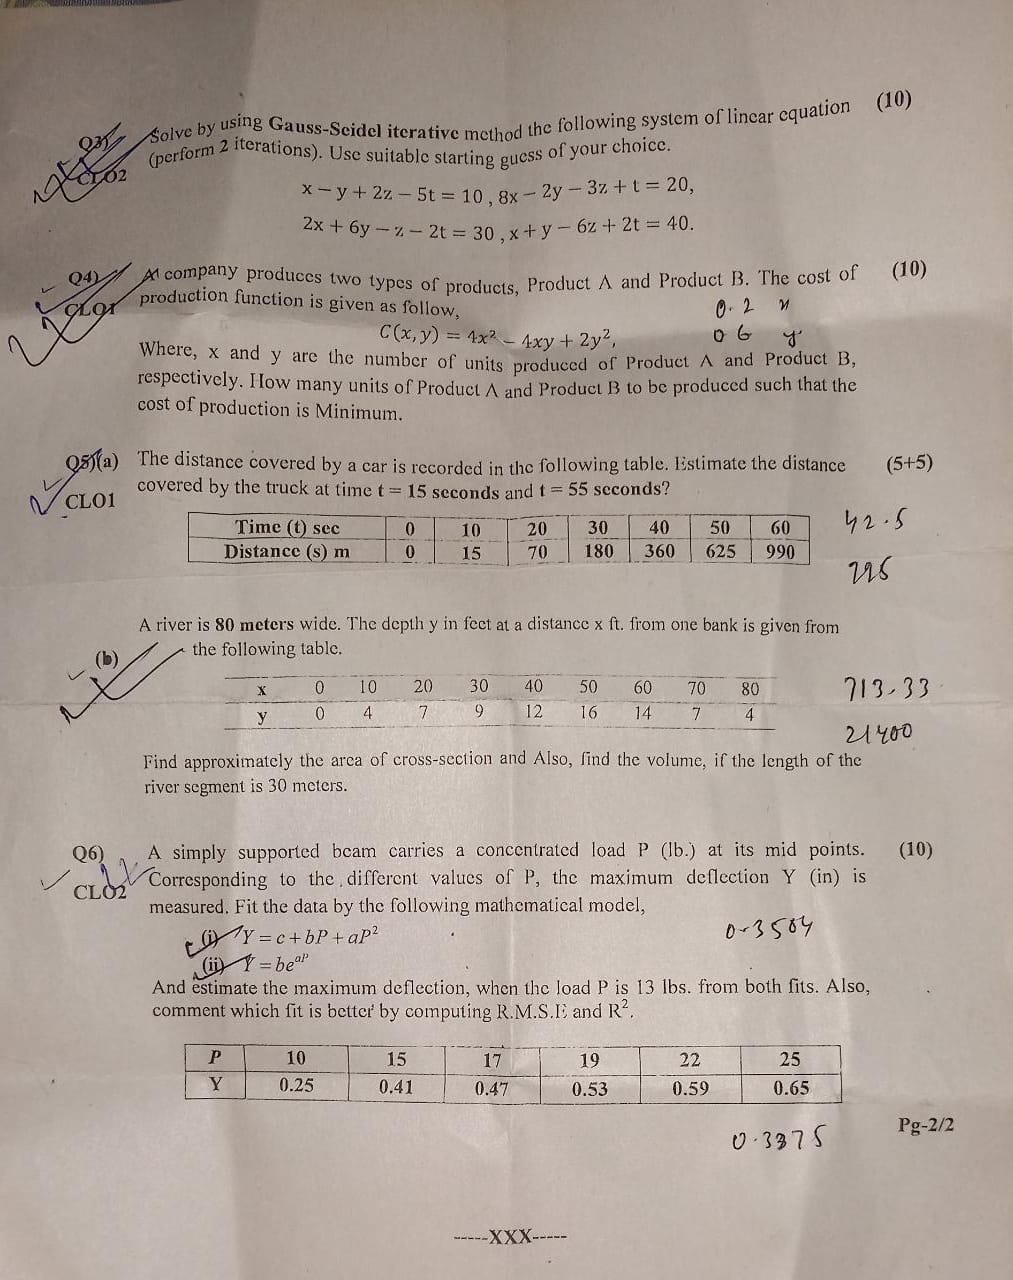 Q3) Solve by using Gauss-Seidel iterative method the following system of linear equation (10)
CLO2 (perform 2 iterations). Use suitable starting guess of your choice.
x − y + 2z − 5t = 10 , 8x − 2y − 3z + t = 20,
2x + 6y − z − 2t = 30 , x + y − 6z + 2t = 40.
Q4) A company produces two types of products, Product A and Product B. The cost of (10)
CLO1 production function is given as follow, 0.2 x
C(x, y) = 4x² − 4xy + 2y², 0 6 y
Where, x and y are the number of units produced of Product A and Product B,
respectively. How many units of Product A and Product B to be produced such that the
cost of production is Minimum.
Q5)(a) The distance covered by a car is recorded in the following table. Estimate the distance (5+5)
CLO1 covered by the truck at time t = 15 seconds and t = 55 seconds?
Time (t) sec 0 10 20 30 40 50 60 42.5
Distance (s) m 0 15 70 180 360 625 990
795
A river is 80 meters wide. The depth y in feet at a distance x ft. from one bank is given from
(b) the following table.
x 0 10 20 30 40 50 60 70 80 713.33
y 0 4 7 9 12 16 14 7 4
21400
Find approximately the area of cross-section and Also, find the volume, if the length of the
river segment is 30 meters.
Q6) A simply supported beam carries a concentrated load P (lb.) at its mid points. (10)
CLO2 Corresponding to the different values of P, the maximum deflection Y (in) is
measured. Fit the data by the following mathematical model,
(i) Y = c + bP + aP² 0.3504
(ii) Y = be^aP
And estimate the maximum deflection, when the load P is 13 lbs. from both fits. Also,
comment which fit is better by computing R.M.S.E and R².
P 10 15 17 19 22 25
Y 0.25 0.41 0.47 0.53 0.59 0.65
Pg-2/2
0.3375
-----XXX-----